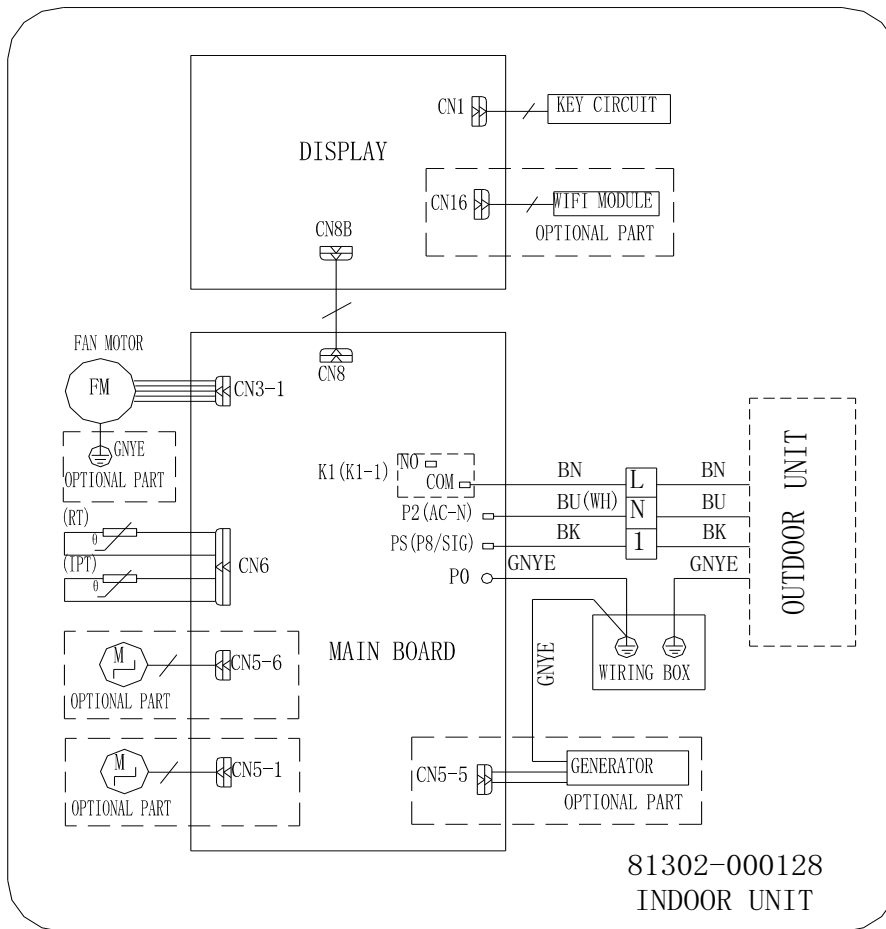 CN1
KEY CIRCUIT
DISPLAY
CN16
WIFI MODULE
OPTIONAL PART
CN8B
FAN MOTOR
FM
CN3-1
CN8
GNYE
OPTIONAL PART
K1(K1-1)
NO
COM
BN
L
BN
P2(AC-N)
BU(WH)
N
BU
PS(P8/SIG)
BK
1
BK
P0
GNYE
GNYE
OUTDOOR UNIT
(RT)
θ
(IPT)
θ
CN6
M
CN5-6
OPTIONAL PART
MAIN BOARD
GNYE
WIRING BOX
M
CN5-1
OPTIONAL PART
CN5-5
GENERATOR
OPTIONAL PART
81302-000128
INDOOR UNIT